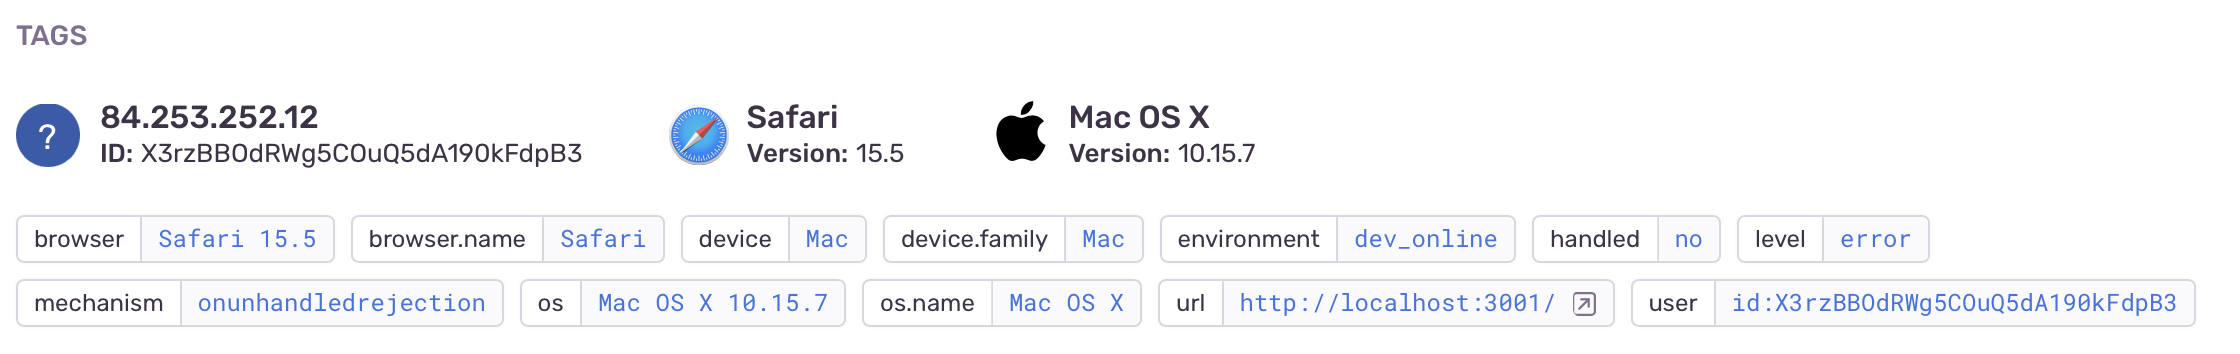 TAGS
? 84.253.252.12 Safari Mac OS X
ID: X3rzBBOdRWg5COuQ5dA190kFdpB3 Version: 15.5 Version: 10.15.7
browser Safari 15.5 browser.name Safari device Mac device.family Mac environment dev_online handled no level error
mechanism onunhandledrejection os Mac OS X 10.15.7 os.name Mac OS X url http://localhost:3001/ user id:X3rzBBOdRWg5COuQ5dA190kFdpB3